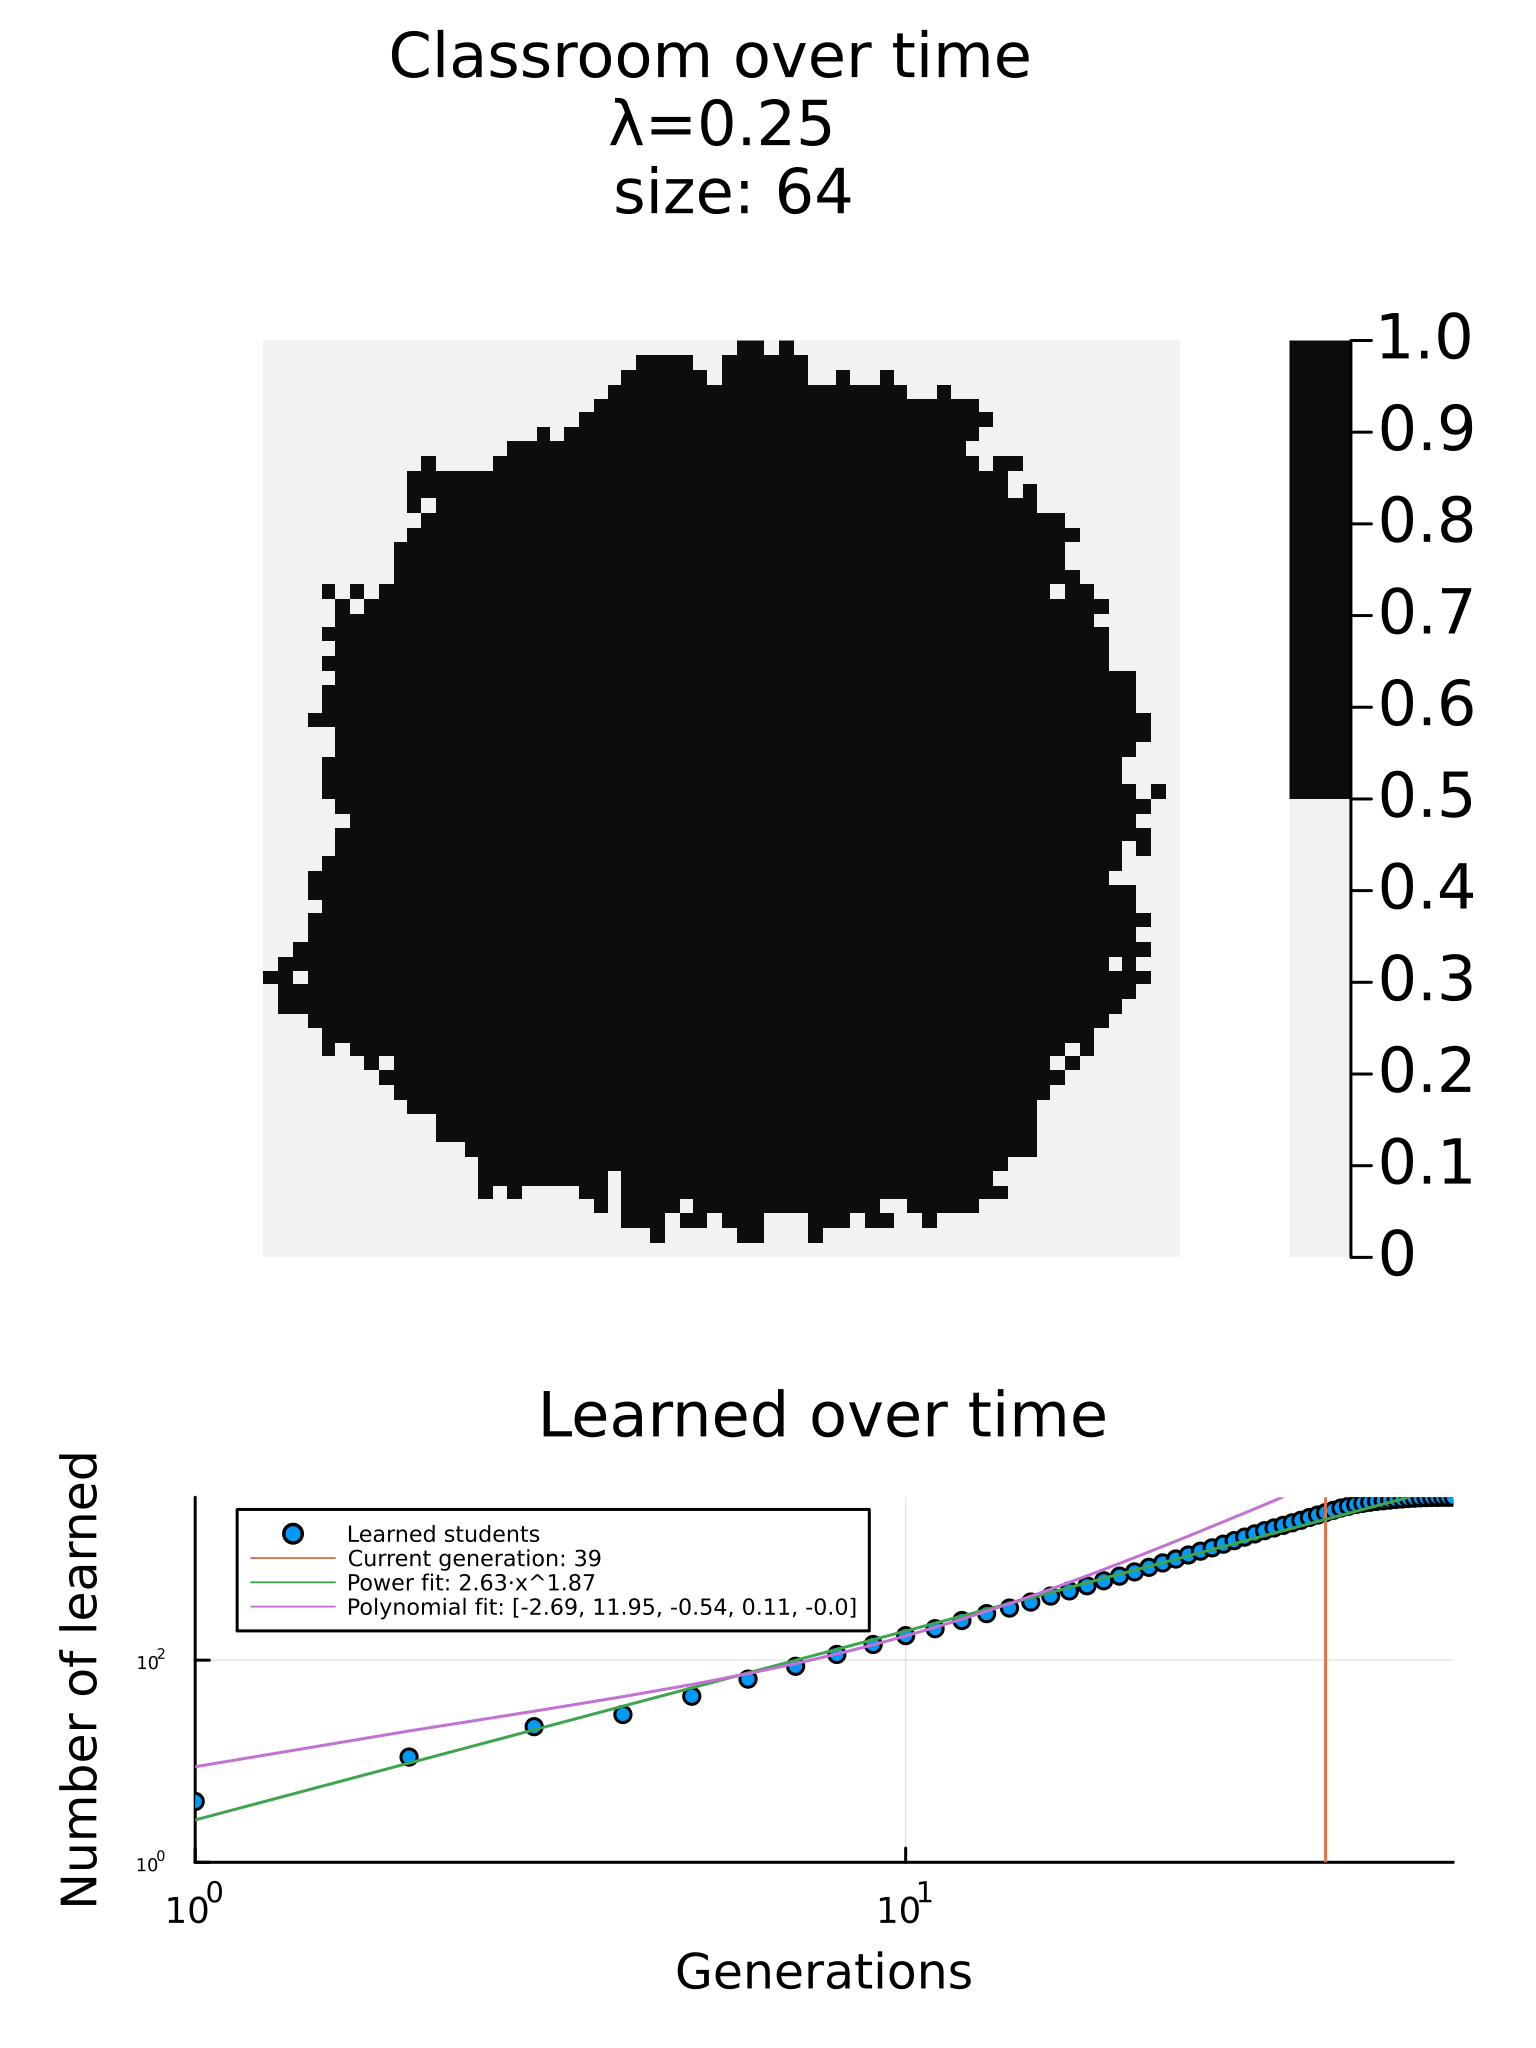 Classroom over time
λ=0.25
size: 64
1.0
0.9
0.8
0.7
0.6
0.5
0.4
0.3
0.2
0.1
0
Learned over time
Number of learned
Learned students
Current generation: 39
Power fit: 2.63·x^1.87
Polynomial fit: [-2.69, 11.95, -0.54, 0.11, -0.0]
10²
10⁰
10⁰ 10¹
Generations